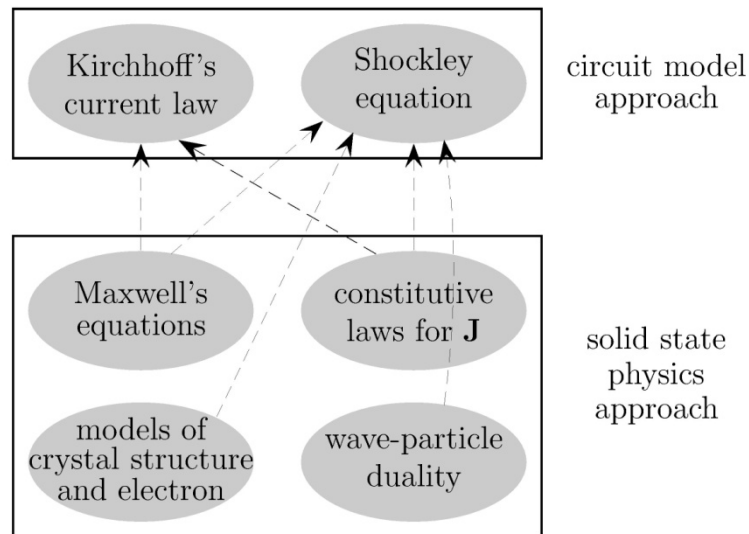 Kirchhoff's
current law
Shockley
equation
circuit model
approach
Maxwell's
equations
constitutive
laws for J
solid state
physics
approach
models of
crystal structure
and electron
wave-particle
duality